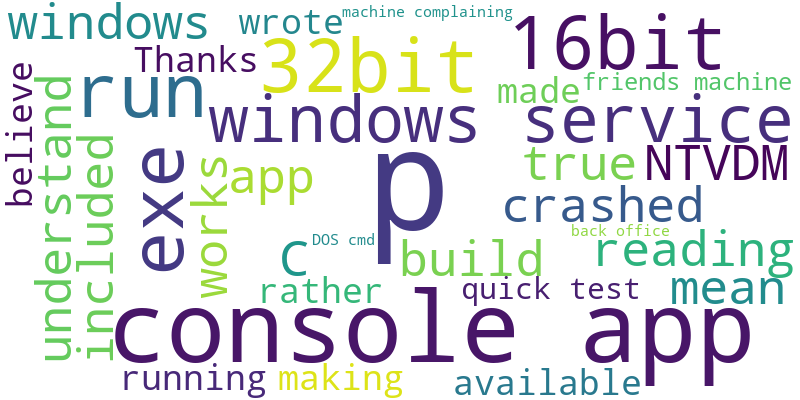 machine complaining
windows
wrote
16bit
Thanks
32bit
run
made
friends machine
believe
understand
windows service
included
exe
works
app
p
true
NTVDM
crashed
back office
DOS cmd
C
build
reading
rather
quick test
mean
console app
running
making
available